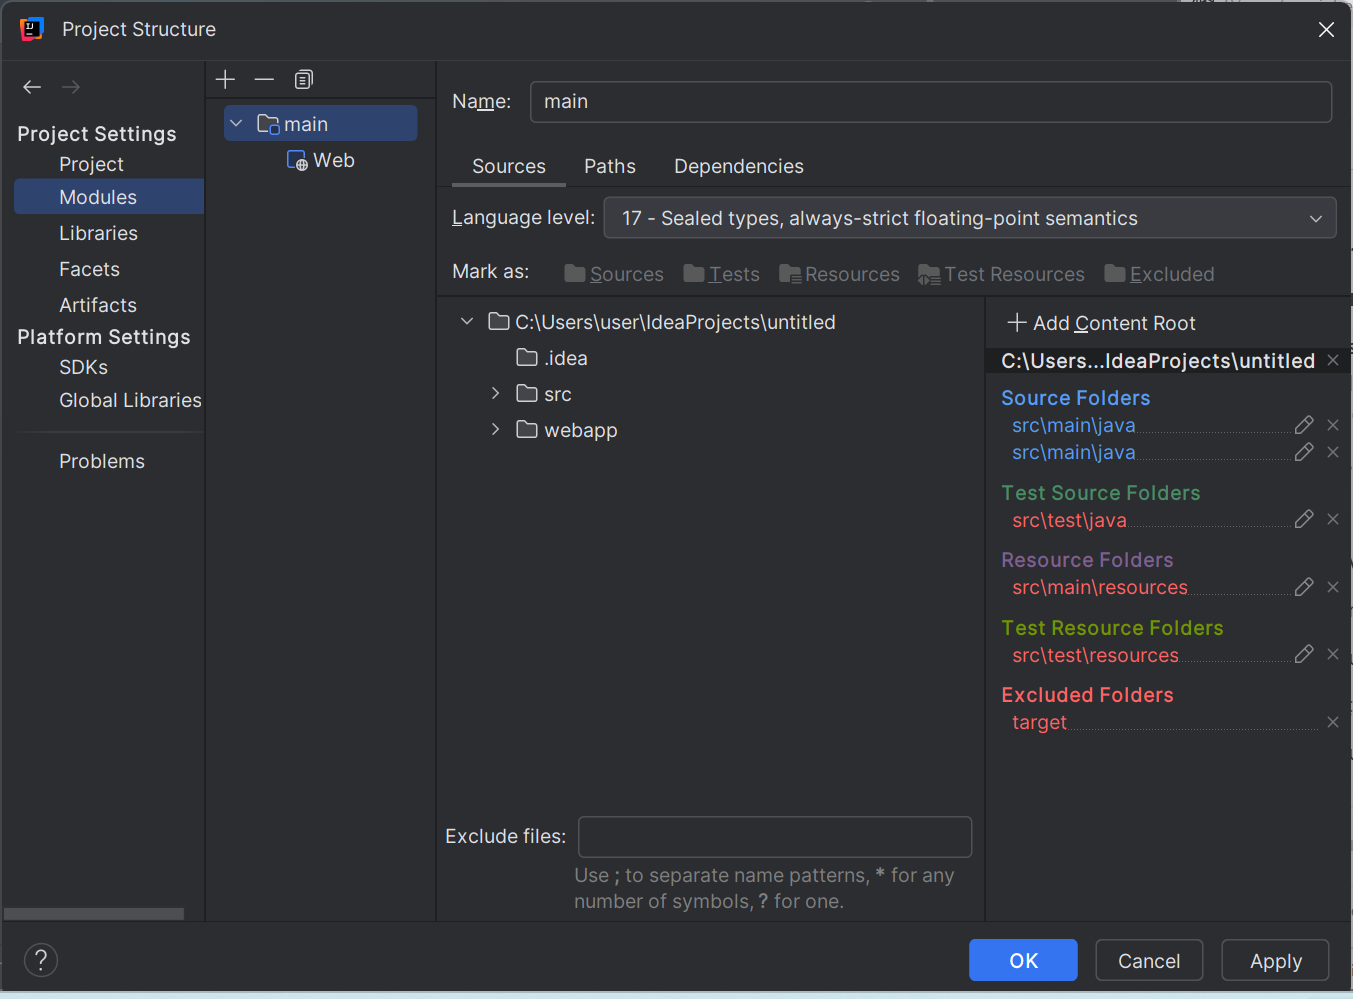 Project Structure
Project Settings
Project
Modules
Libraries
Facets
Artifacts
Platform Settings
SDKs
Global Libraries
Problems
main
Web
Name: main
Sources Paths Dependencies
Language level: 17 - Sealed types, always-strict floating-point semantics
Mark as: Sources Tests Resources Test Resources Excluded
C:\Users\user\IdeaProjects\untitled
.idea
src
webapp
Exclude files:
Use ; to separate name patterns, * for any
number of symbols, ? for one.
Add Content Root
C:\Users...IdeaProjects\untitled
Source Folders
src\main\java
src\main\java
Test Source Folders
src\test\java
Resource Folders
src\main\resources
Test Resource Folders
src\test\resources
Excluded Folders
target
?
OK Cancel Apply